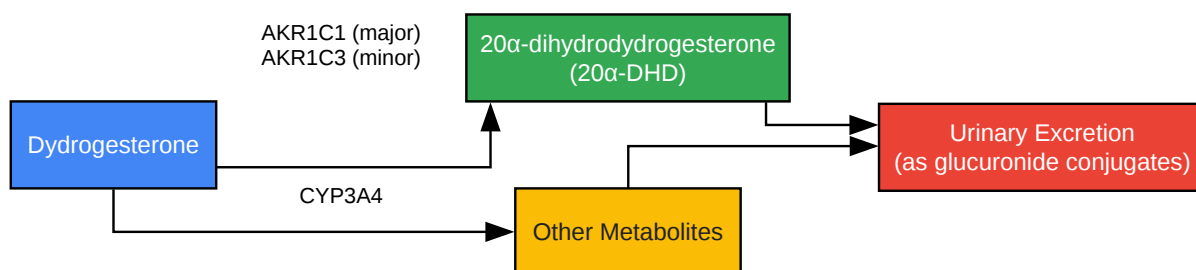 AKR1C1 (major)
AKR1C3 (minor)
20α-dihydrodydrogesterone
(20α-DHD)
Dydrogesterone
Urinary Excretion
(as glucuronide conjugates)
CYP3A4
Other Metabolites